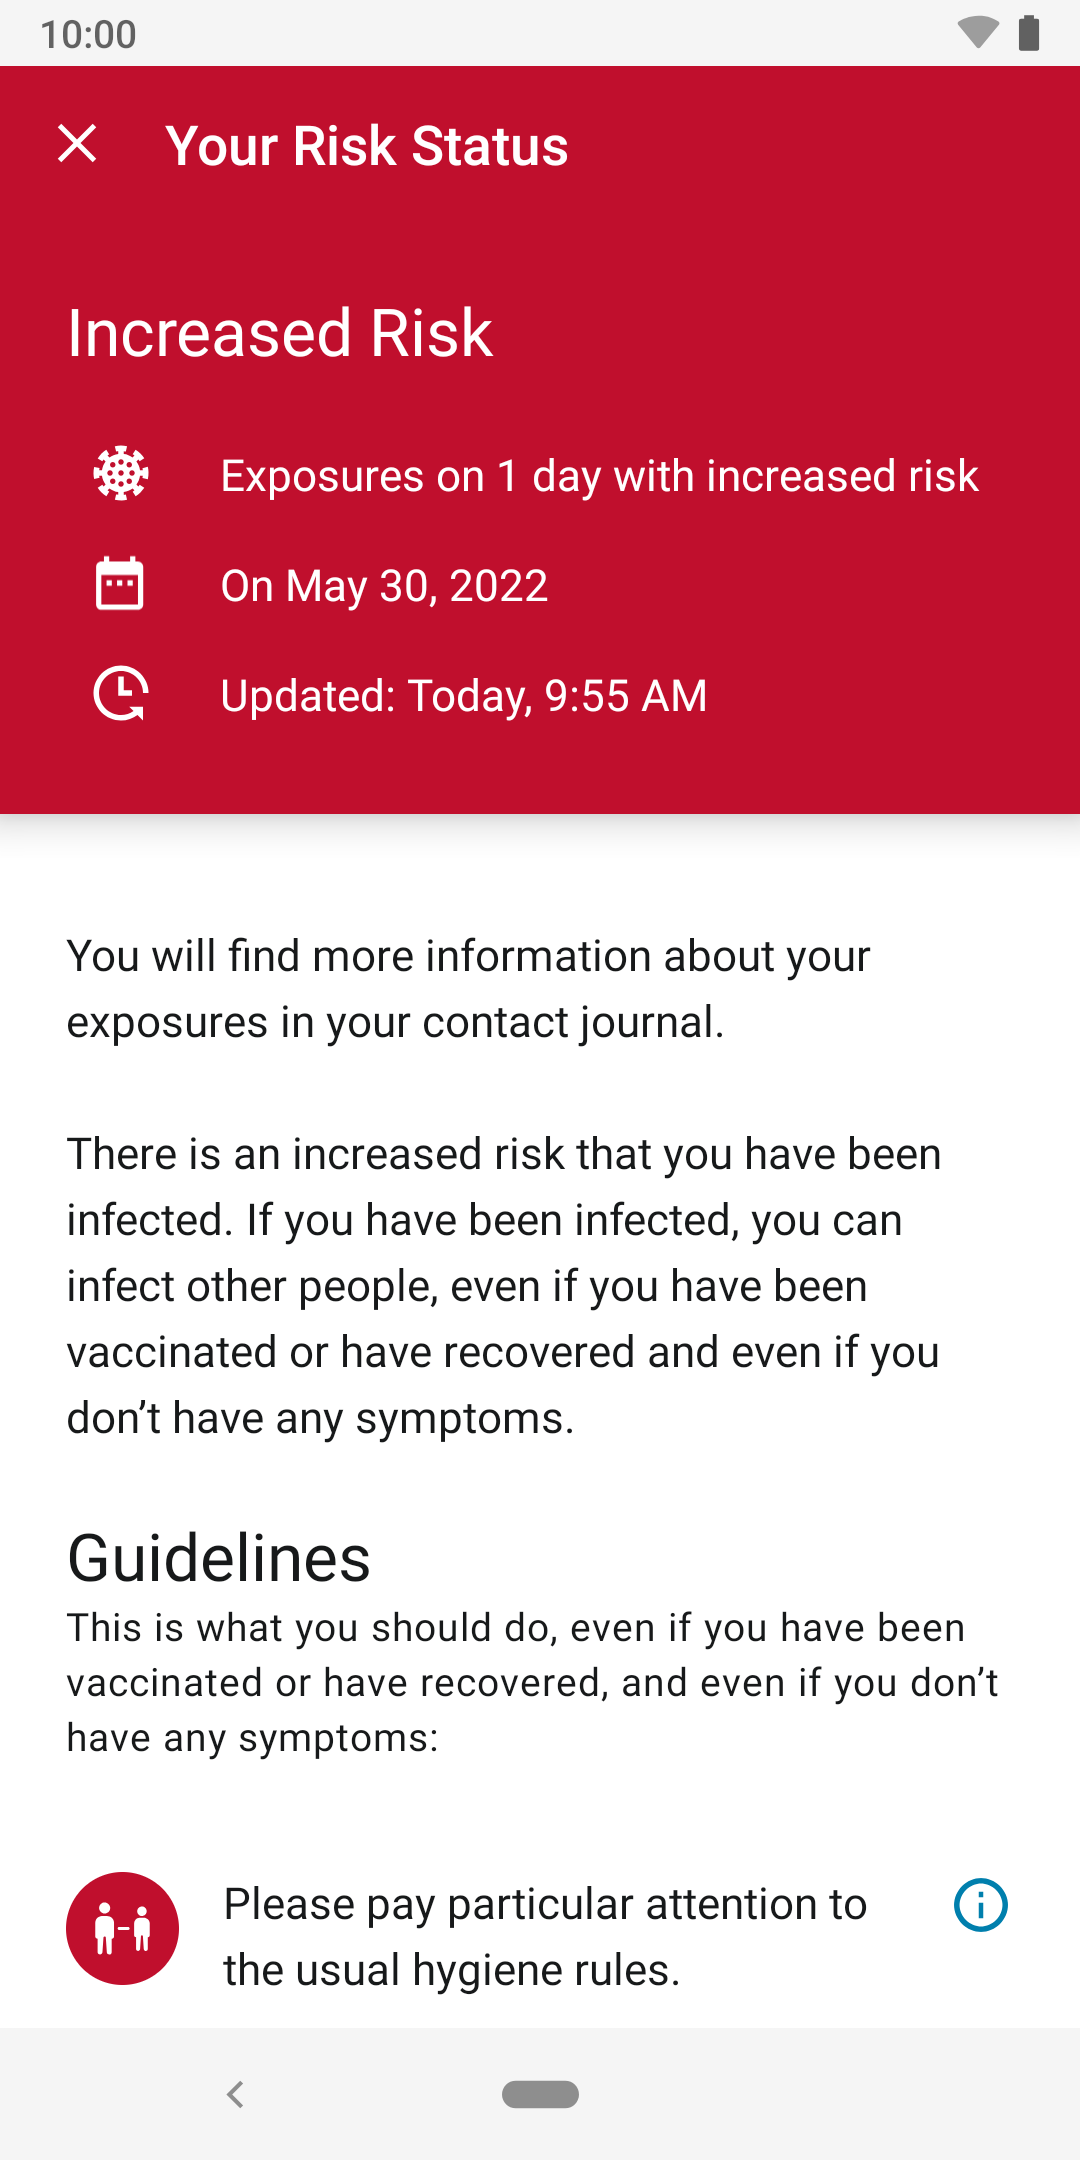 10:00
Your Risk Status
Increased Risk
Exposures on 1 day with increased risk
On May 30, 2022
Updated: Today, 9:55 AM
You will find more information about your
exposures in your contact journal.
There is an increased risk that you have been
infected. If you have been infected, you can
infect other people, even if you have been
vaccinated or have recovered and even if you
don’t have any symptoms.
Guidelines
This is what you should do, even if you have been
vaccinated or have recovered, and even if you don’t
have any symptoms:
Please pay particular attention to
the usual hygiene rules.